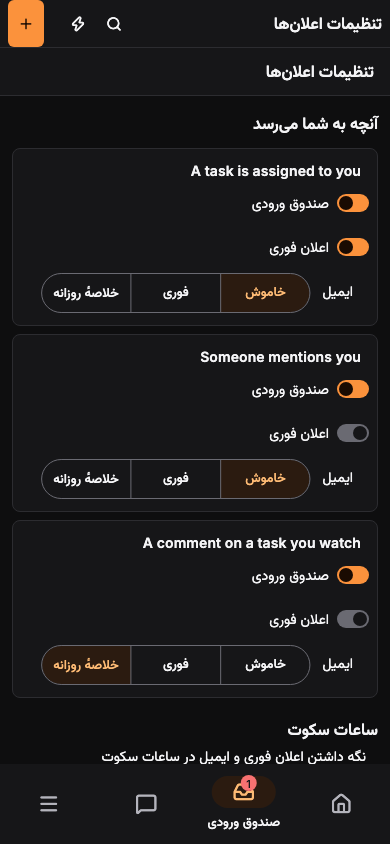 تنظیمات اعلان‌ها
تنظیمات اعلان‌ها
آنچه به شما می‌رسد
A task is assigned to you
صندوق ورودی
اعلان فوری
ایمیل
خاموش
فوری
خلاصهٔ روزانه
Someone mentions you
صندوق ورودی
اعلان فوری
ایمیل
خاموش
فوری
خلاصهٔ روزانه
A comment on a task you watch
صندوق ورودی
اعلان فوری
ایمیل
خاموش
فوری
خلاصهٔ روزانه
ساعات سکوت
نگه داشتن اعلان فوری و ایمیل در ساعات سکوت
1
صندوق ورودی